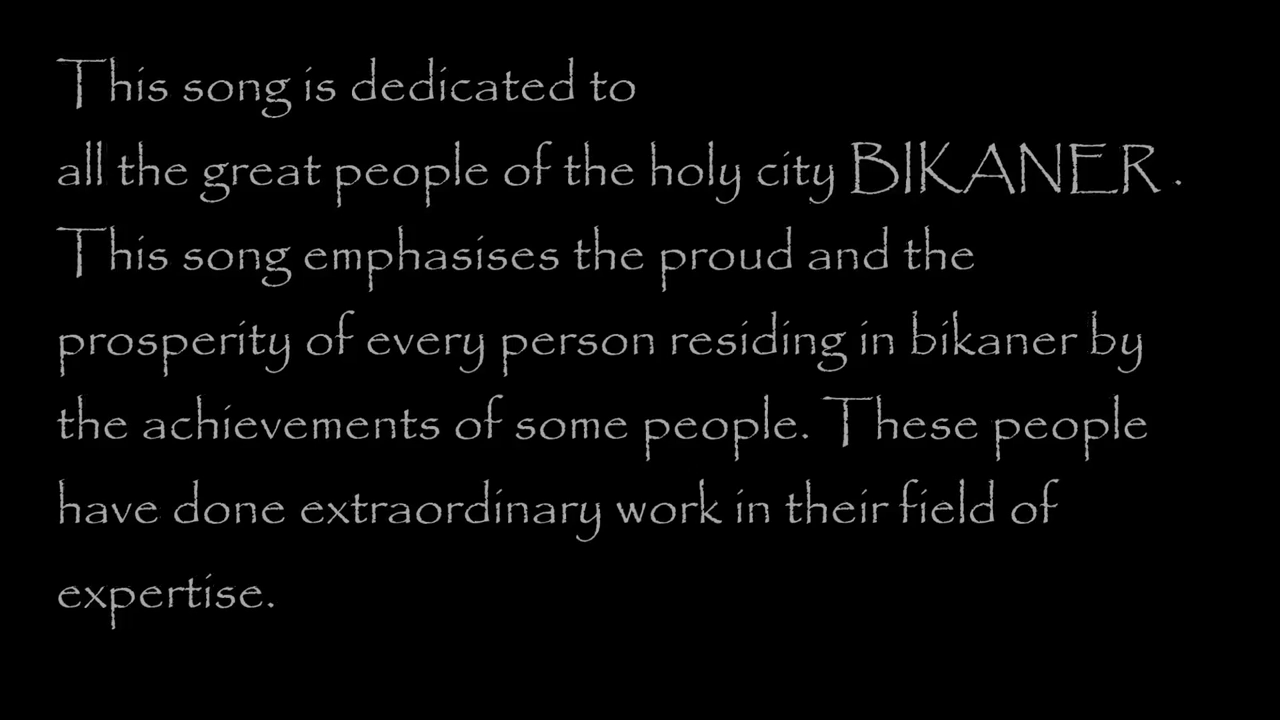 This song is dedicated to
all the great people of the holy city BIKANER .
This song emphasises the proud and the
prosperity of every person residing in bikaner by
the achievements of some people. These people
have done extraordinary work in their field of
expertise.